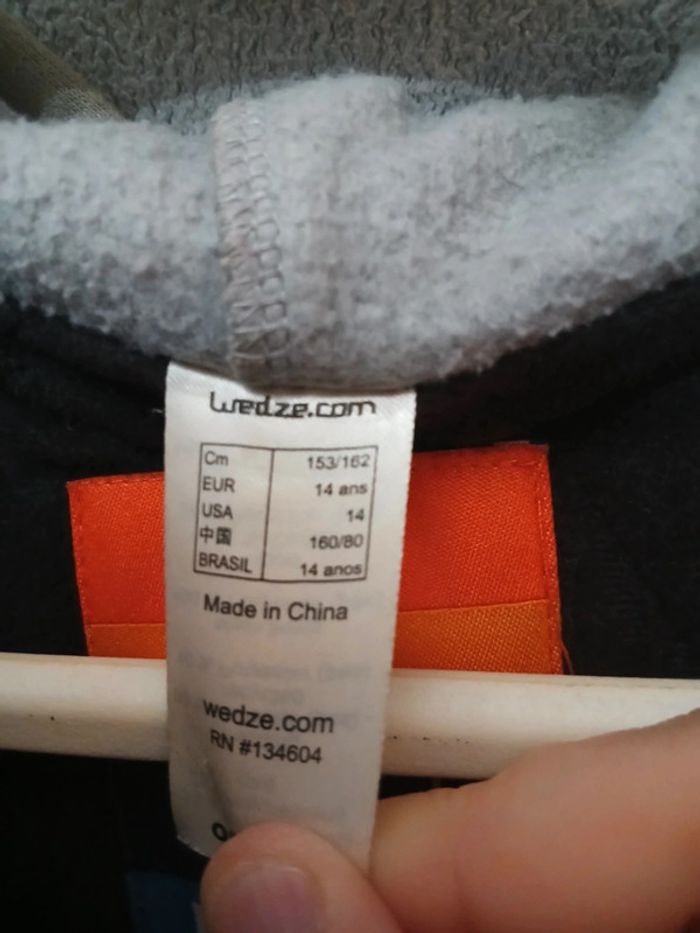 wedze.com
Cm 153/162
EUR 14 ans
USA 14
中国 160/80
BRASIL 14 anos
Made in China
wedze.com
RN #134604